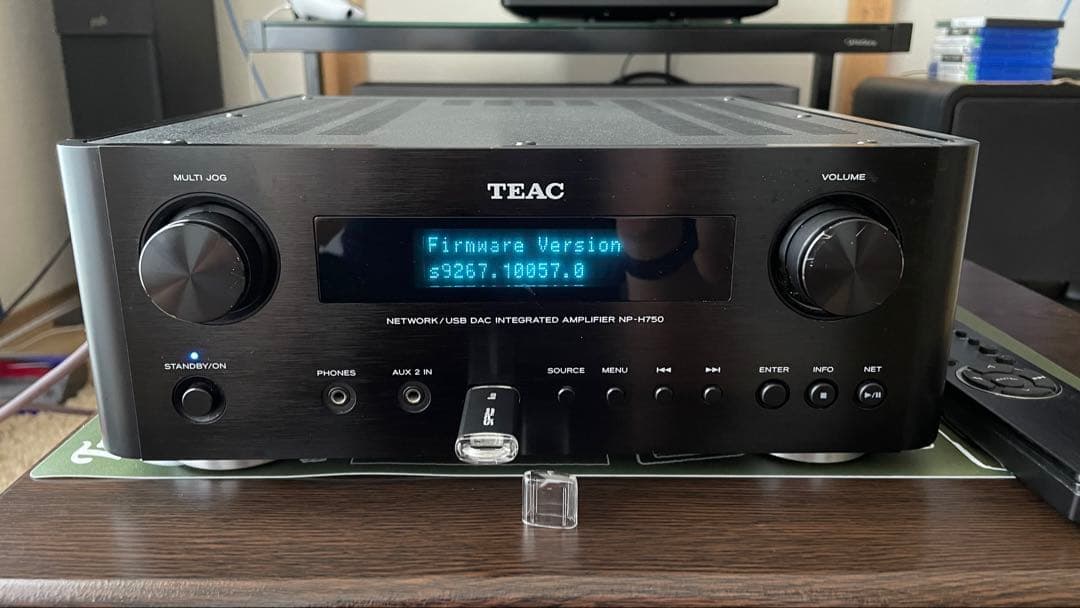 MULTI JOG
TEAC
VOLUME
Firmware Version
s9267.10057.0
NETWORK/USB DAC INTEGRATED AMPLIFIER NP-H750
STANDBY/ON
PHONES
AUX 2 IN
SOURCE
MENU
ENTER
INFO
NET